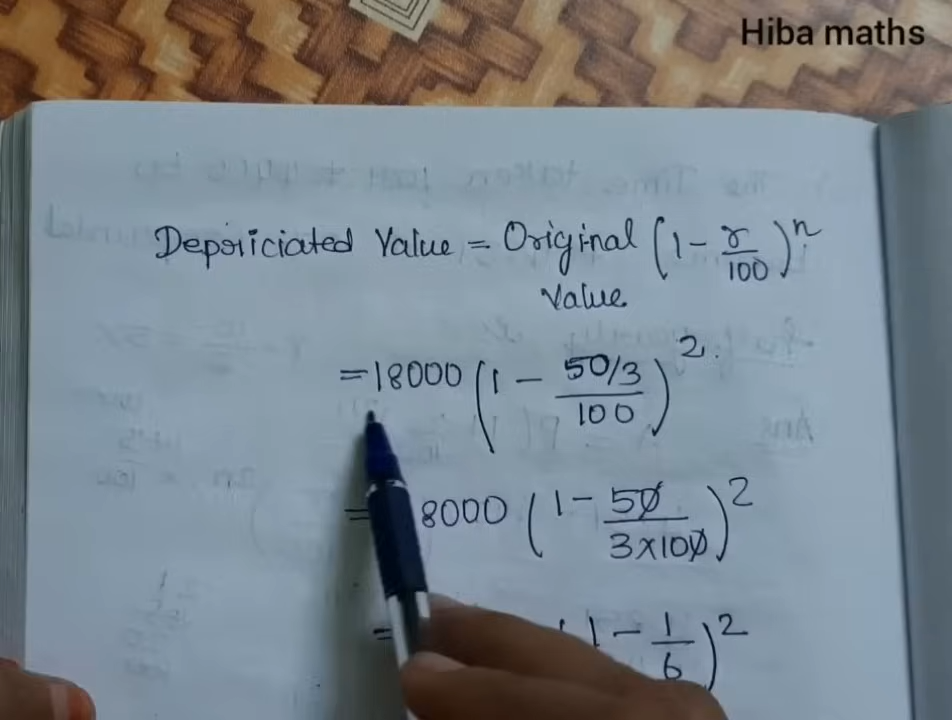 Hiba maths
Depriciated Value = Original (1 - r/100)^n
Value
= 18000 (1 - 50/3 / 100)^2.
= 8000 (1 - 50 / 3x100)^2
= (1 - 1/6)^2